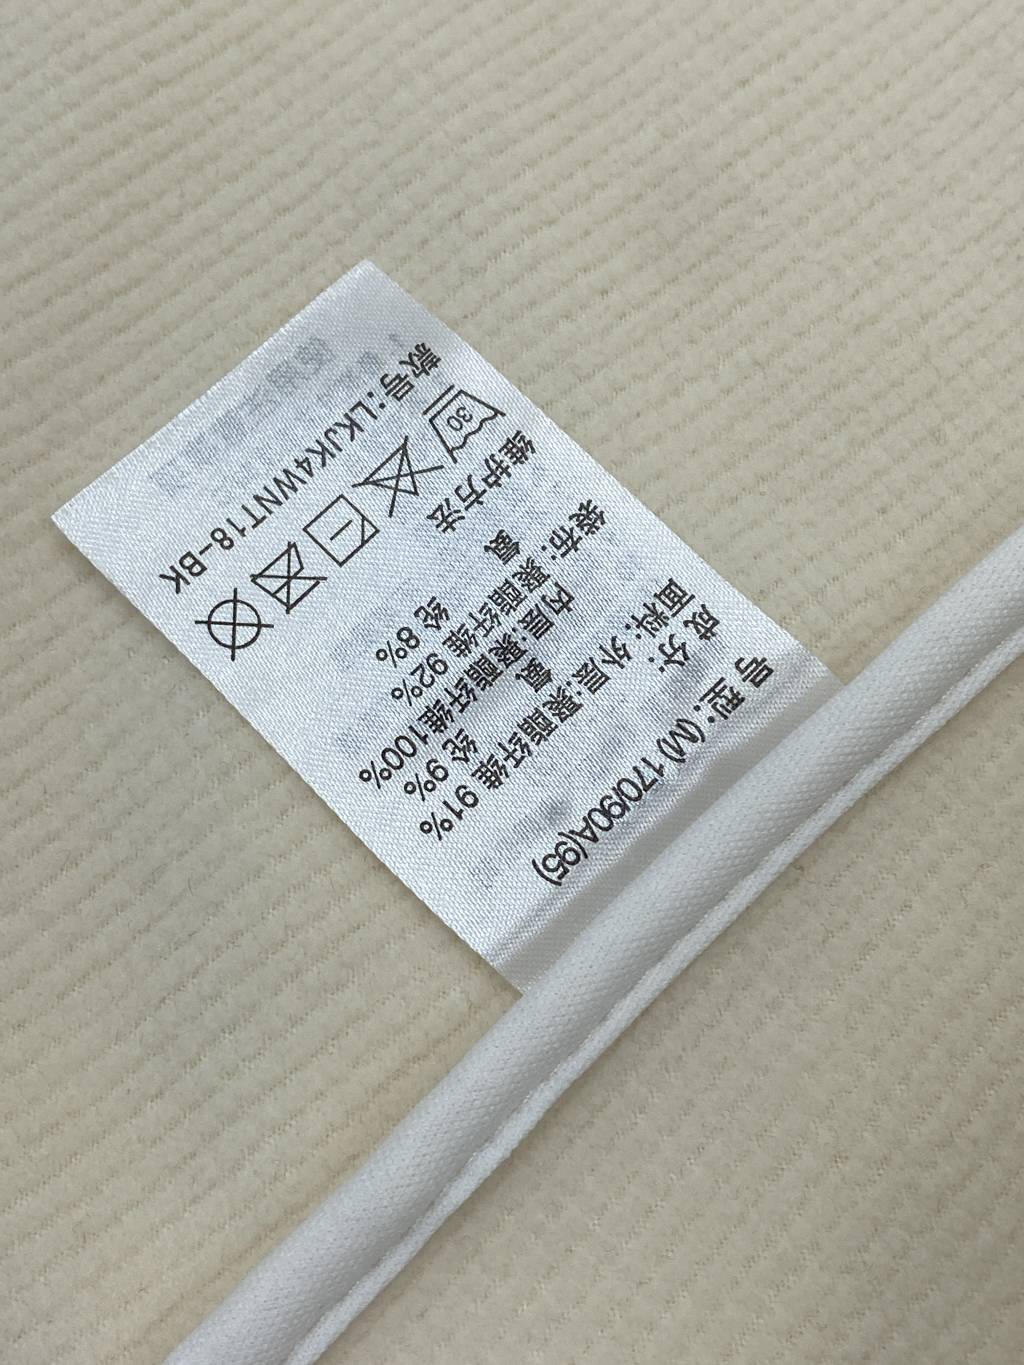 号型:(M)170/90A(95)
成分:
面料:外层:聚酯纤维 91%
氨 纶 9%
内层:聚酯纤维100%
袋布:聚酯纤维 92%
氨 纶 8%
维护方法
30
款号:LKJK4WNT18-BK